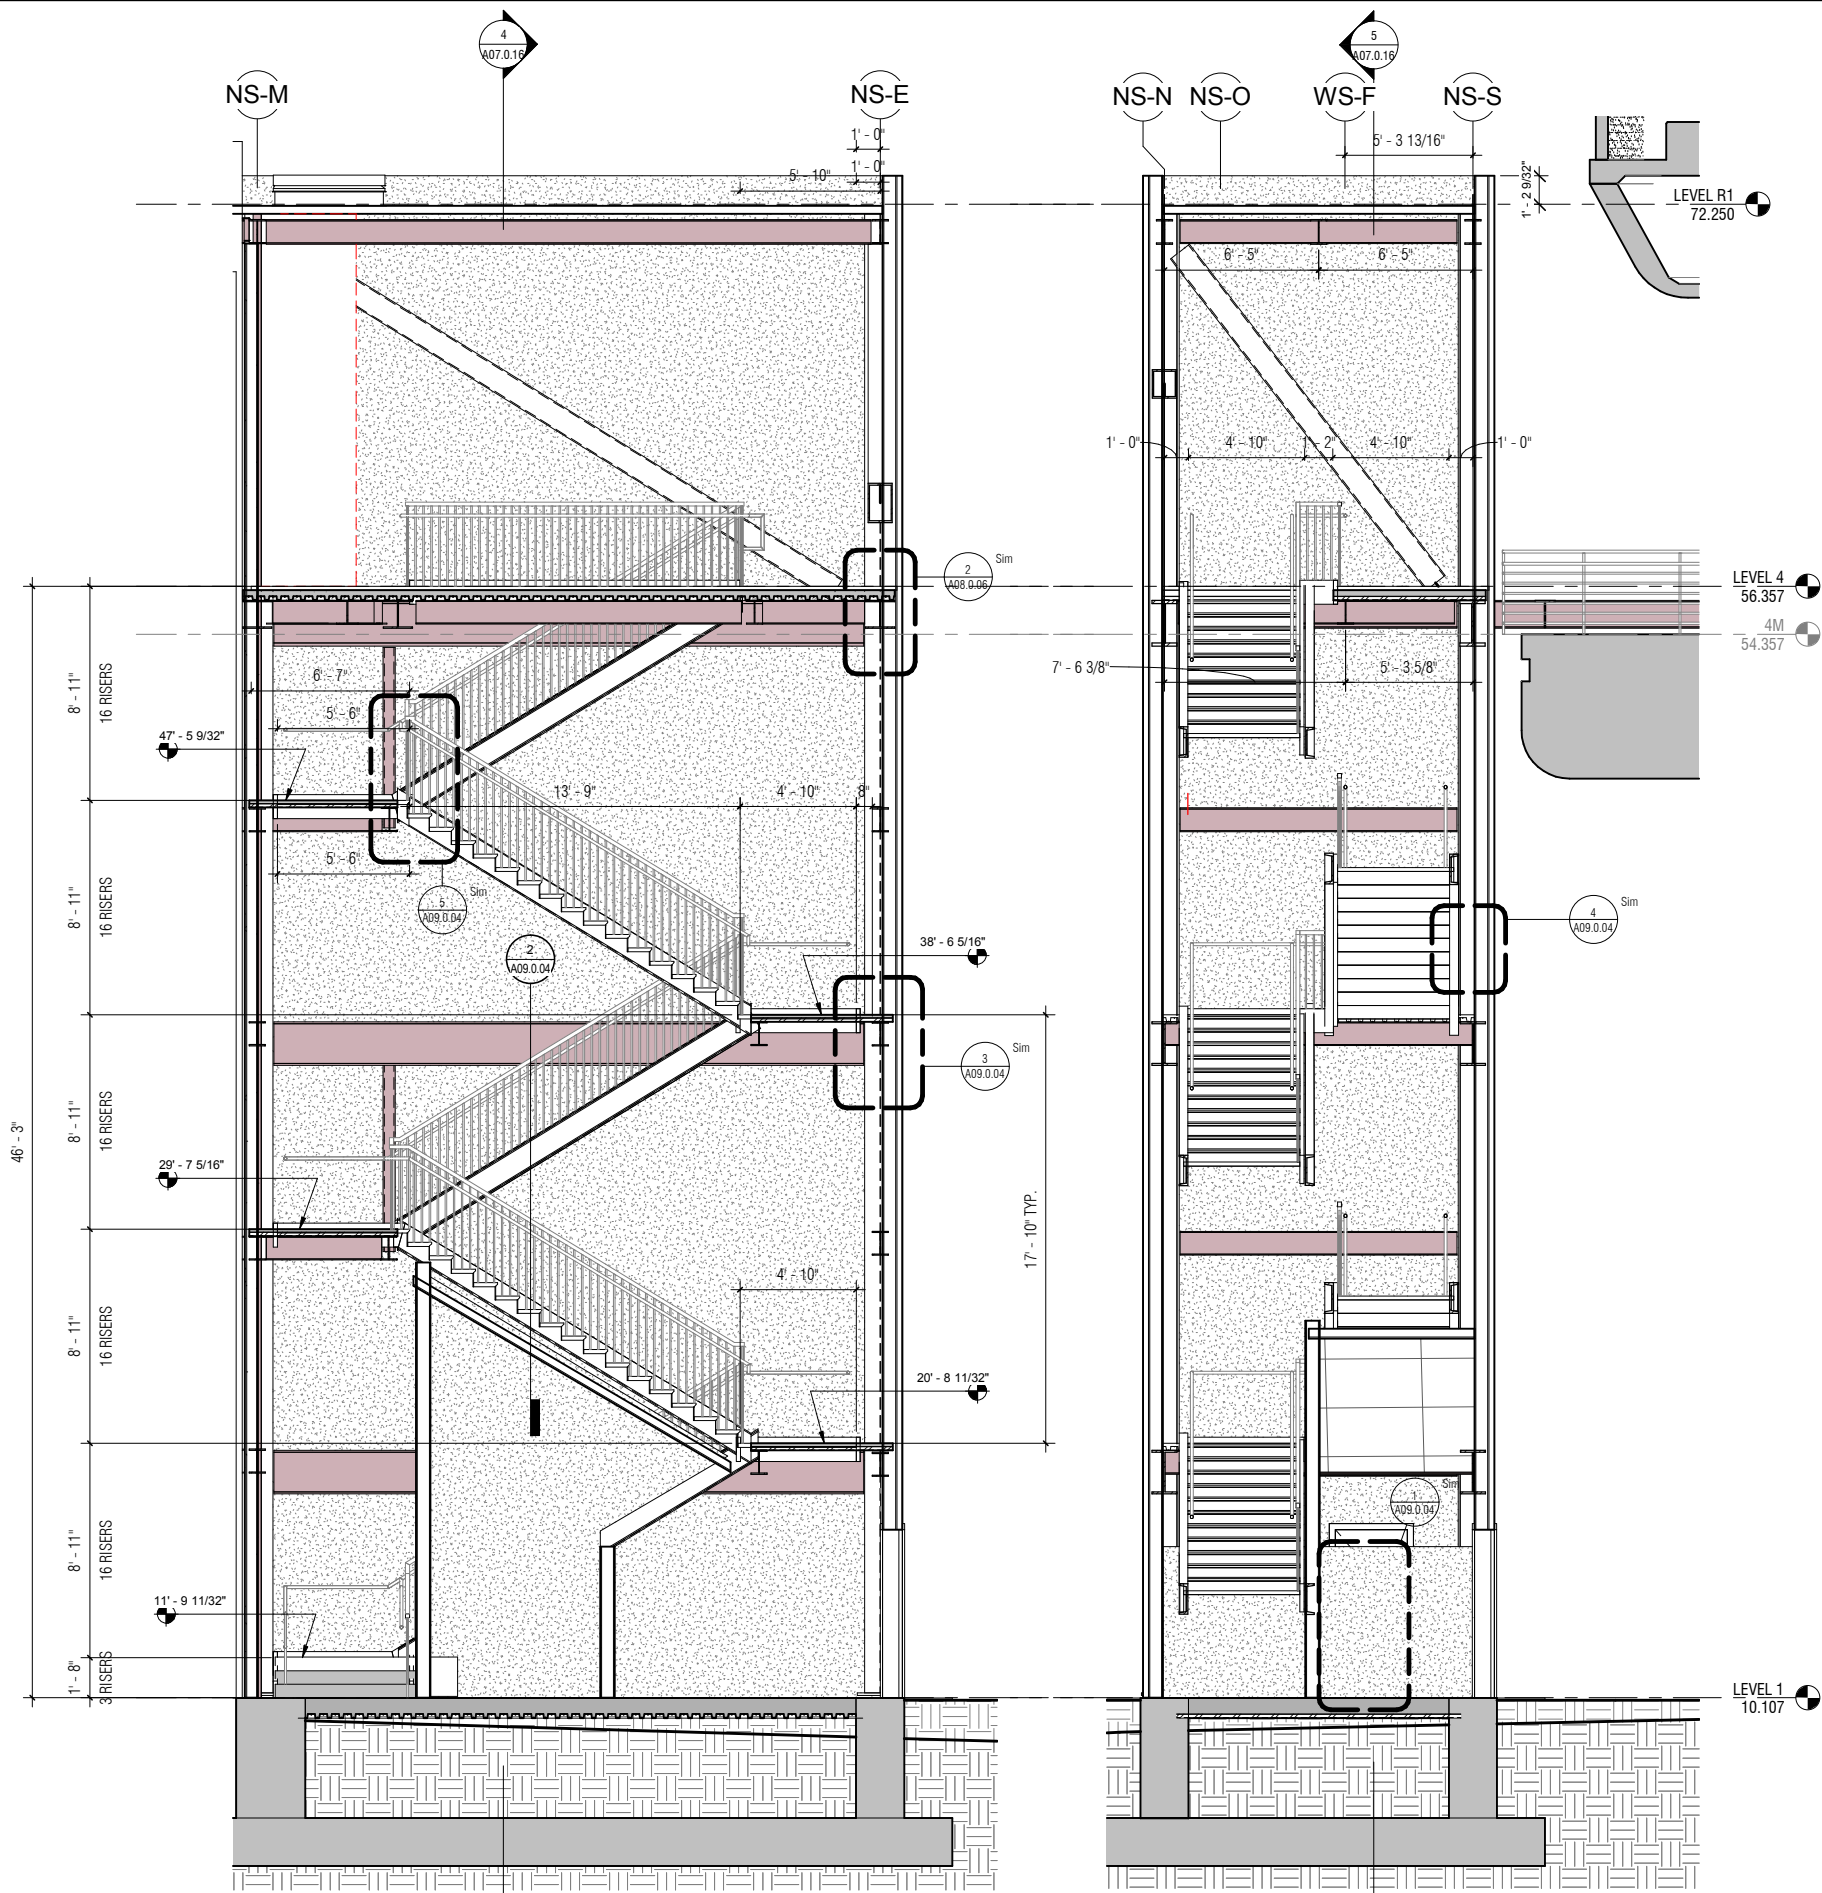 4
A07.0.16
5
A07.0.16
NS-M
NS-E
NS-N
NS-O
WS-F
NS-S
1' - 0"
1' - 0"
5' - 10"
5' - 3 13/16"
1' - 2 9/32"
LEVEL R1
72.250
6' - 5"
6' - 5"
1' - 0"
4' - 10"
1' - 2"
4' - 10"
1' - 0"
2
A08.0.06
Sim
LEVEL 4
56.357
4M
54.357
8' - 11"
16 RISERS
6' - 7"
5' - 6"
7' - 6 3/8"
5' - 3 5/8"
47' - 5 9/32"
13' - 9"
4' - 10"
8"
5' - 6"
5
A09.0.04
Sim
8' - 11"
16 RISERS
2
A09.0.04
38' - 6 5/16"
4
A09.0.04
Sim
3
A09.0.04
Sim
8' - 11"
16 RISERS
46' - 3"
29' - 7 5/16"
17' - 10" TYP.
4' - 10"
8' - 11"
16 RISERS
20' - 8 11/32"
1
A09.0.04
Sim
8' - 11"
16 RISERS
11' - 9 11/32"
1' - 8"
3 RISERS
LEVEL 1
10.107